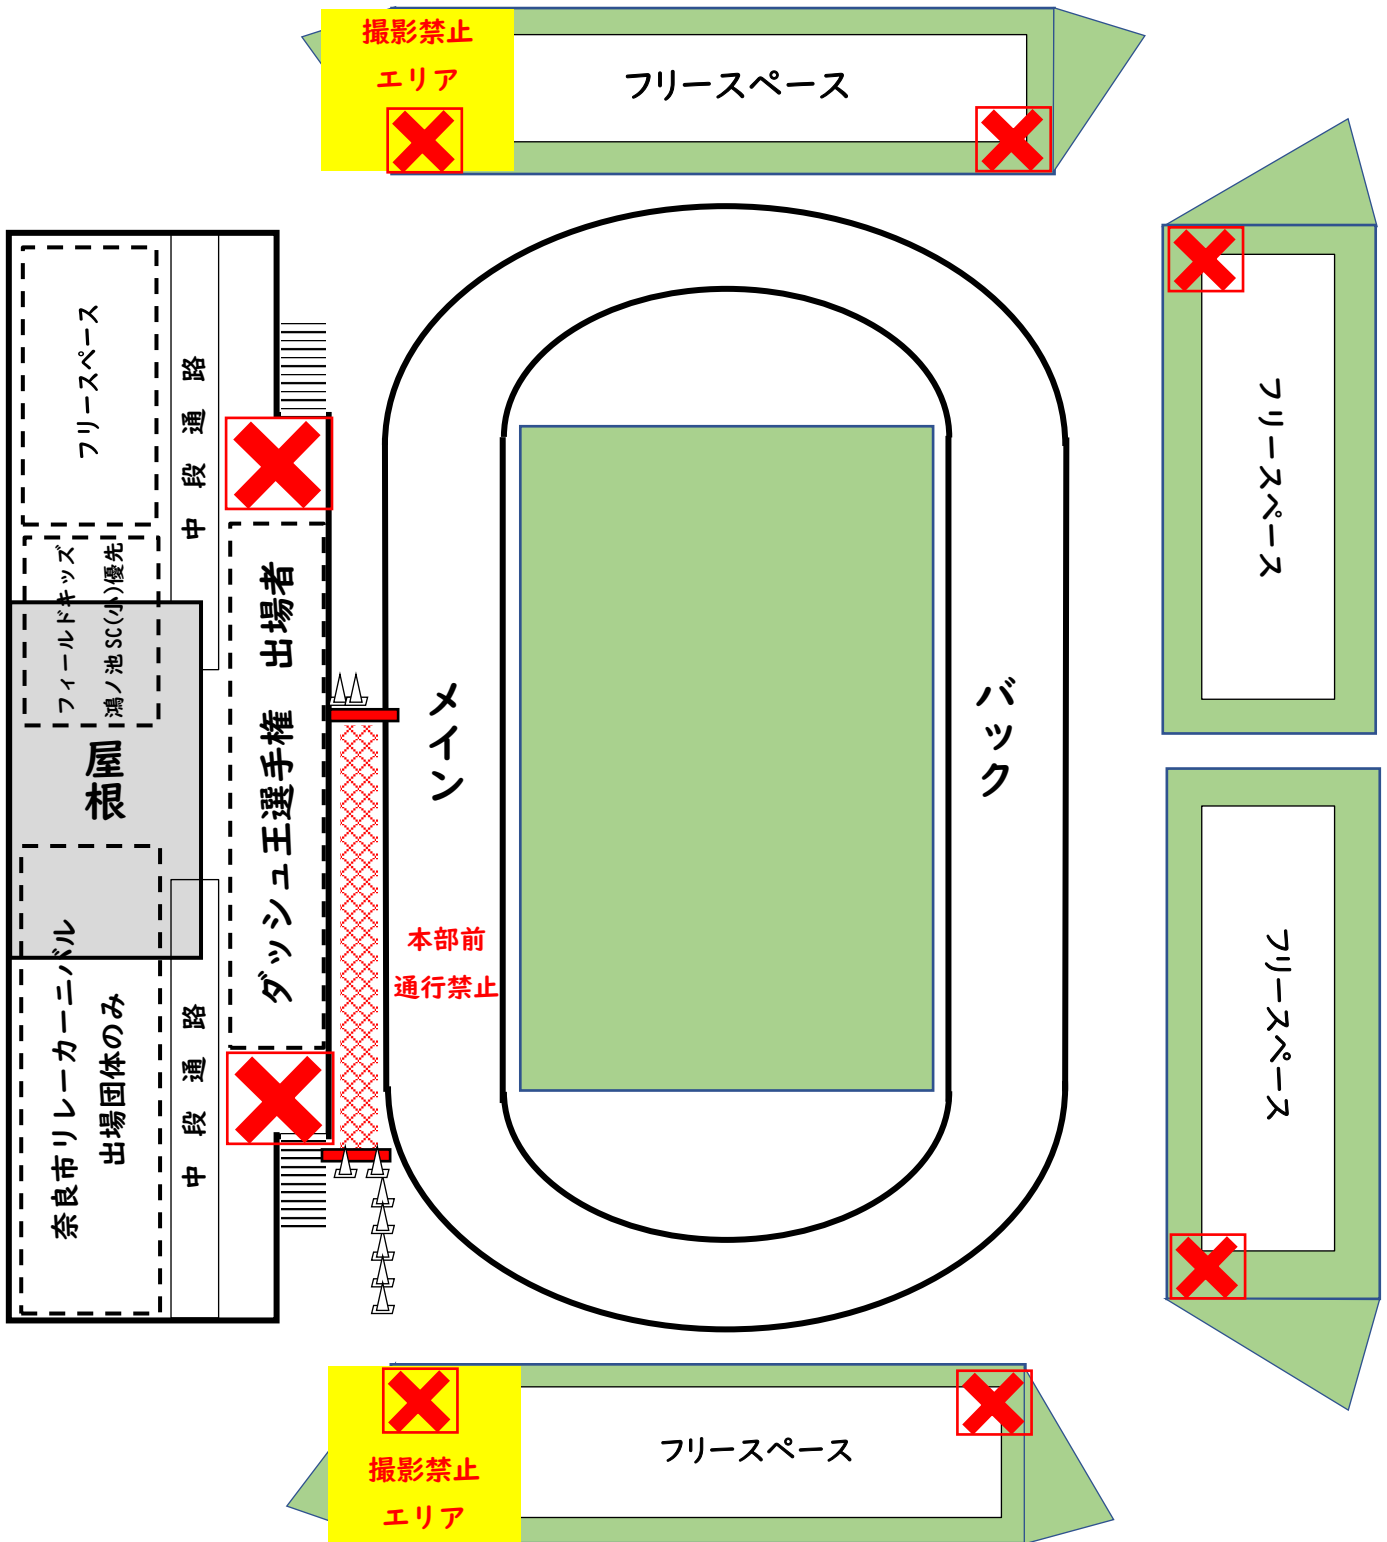 撮影禁止
エリア
フリースペース
フリースペース
中段通路
フィールドキッズ
鴻ノ池SC(小)優先
屋根
奈良市リレーカーニバル
出場団体のみ
中段通路
ダッシュ王選手権　出場者
メイン
バック
本部前
通行禁止
フリースペース
フリースペース
撮影禁止
エリア
フリースペース